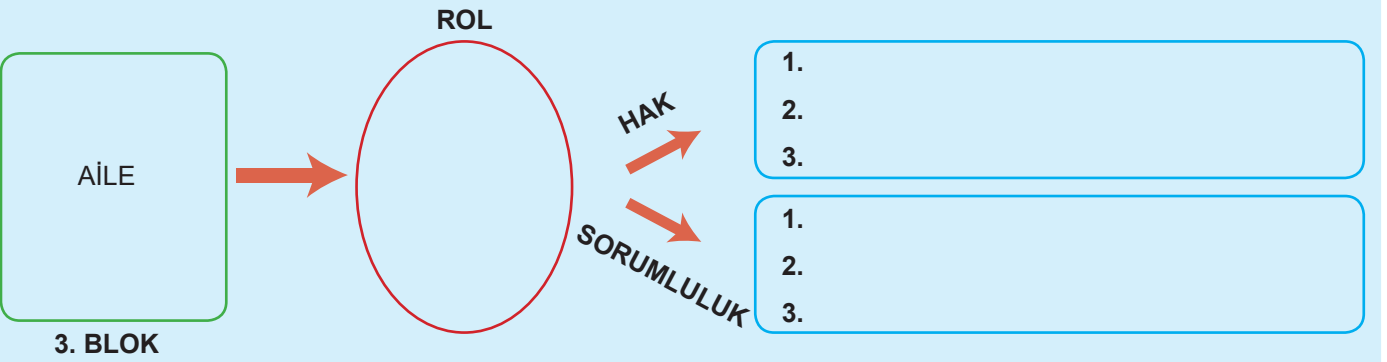 ROL
AİLE
3. BLOK
HAK
1.
2.
3.
SORUMLULUK
1.
2.
3.